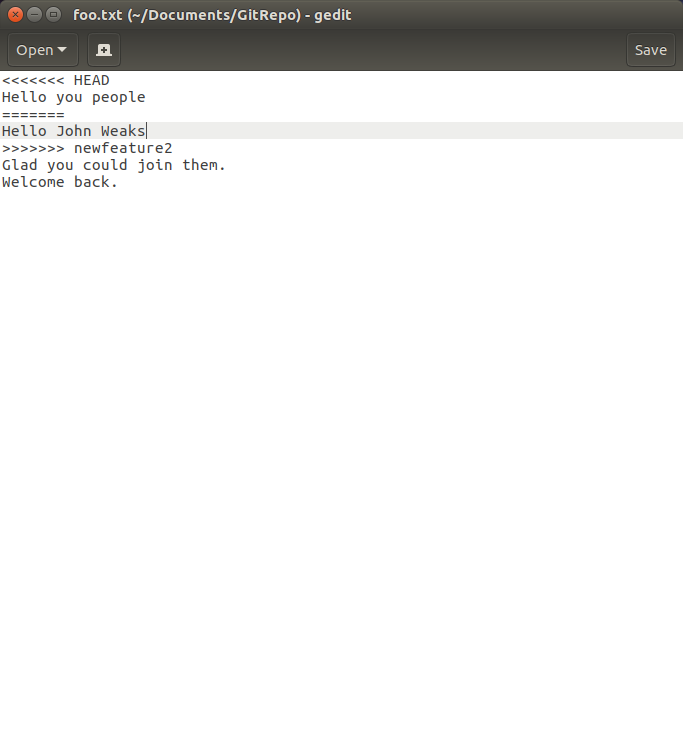 foo.txt (~/Documents/GitRepo) - gedit
Open
Save
<<<<<<< HEAD
Hello you people
=======
Hello John Weaks
>>>>>>> newfeature2
Glad you could join them.
Welcome back.